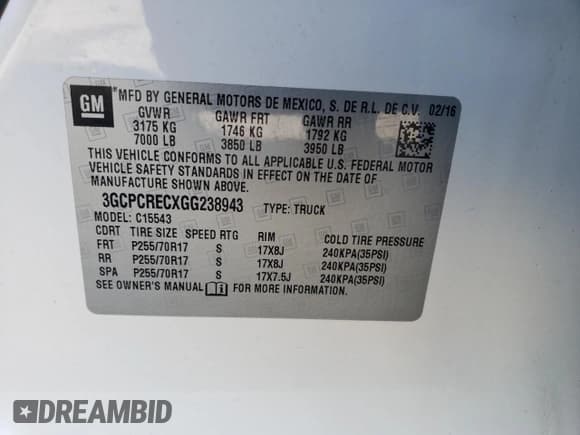 GM
*MFD BY GENERAL MOTORS DE MEXICO, S. DE R.L. DE C.V. 02/16
GVWR GAWR FRT GAWR RR
3175 KG 1746 KG 1792 KG
7000 LB 3850 LB 3950 LB
THIS VEHICLE CONFORMS TO ALL APPLICABLE U.S. FEDERAL MOTOR
VEHICLE SAFETY STANDARDS IN EFFECT ON THE DATE OF
MANUFACTURE SHOWN ABOVE.
3GCPCRECXGG238943 TYPE: TRUCK
MODEL: C15543
CDRT TIRE SIZE SPEED RTG RIM COLD TIRE PRESSURE
FRT P255/70R17 S 17X8J 240KPA(35PSI)
RR P255/70R17 S 17X8J 240KPA(35PSI)
SPA P255/70R17 S 17X7.5J 240KPA(35PSI)
SEE OWNER'S MANUAL FOR MORE INFORMATION.
DREAMBID